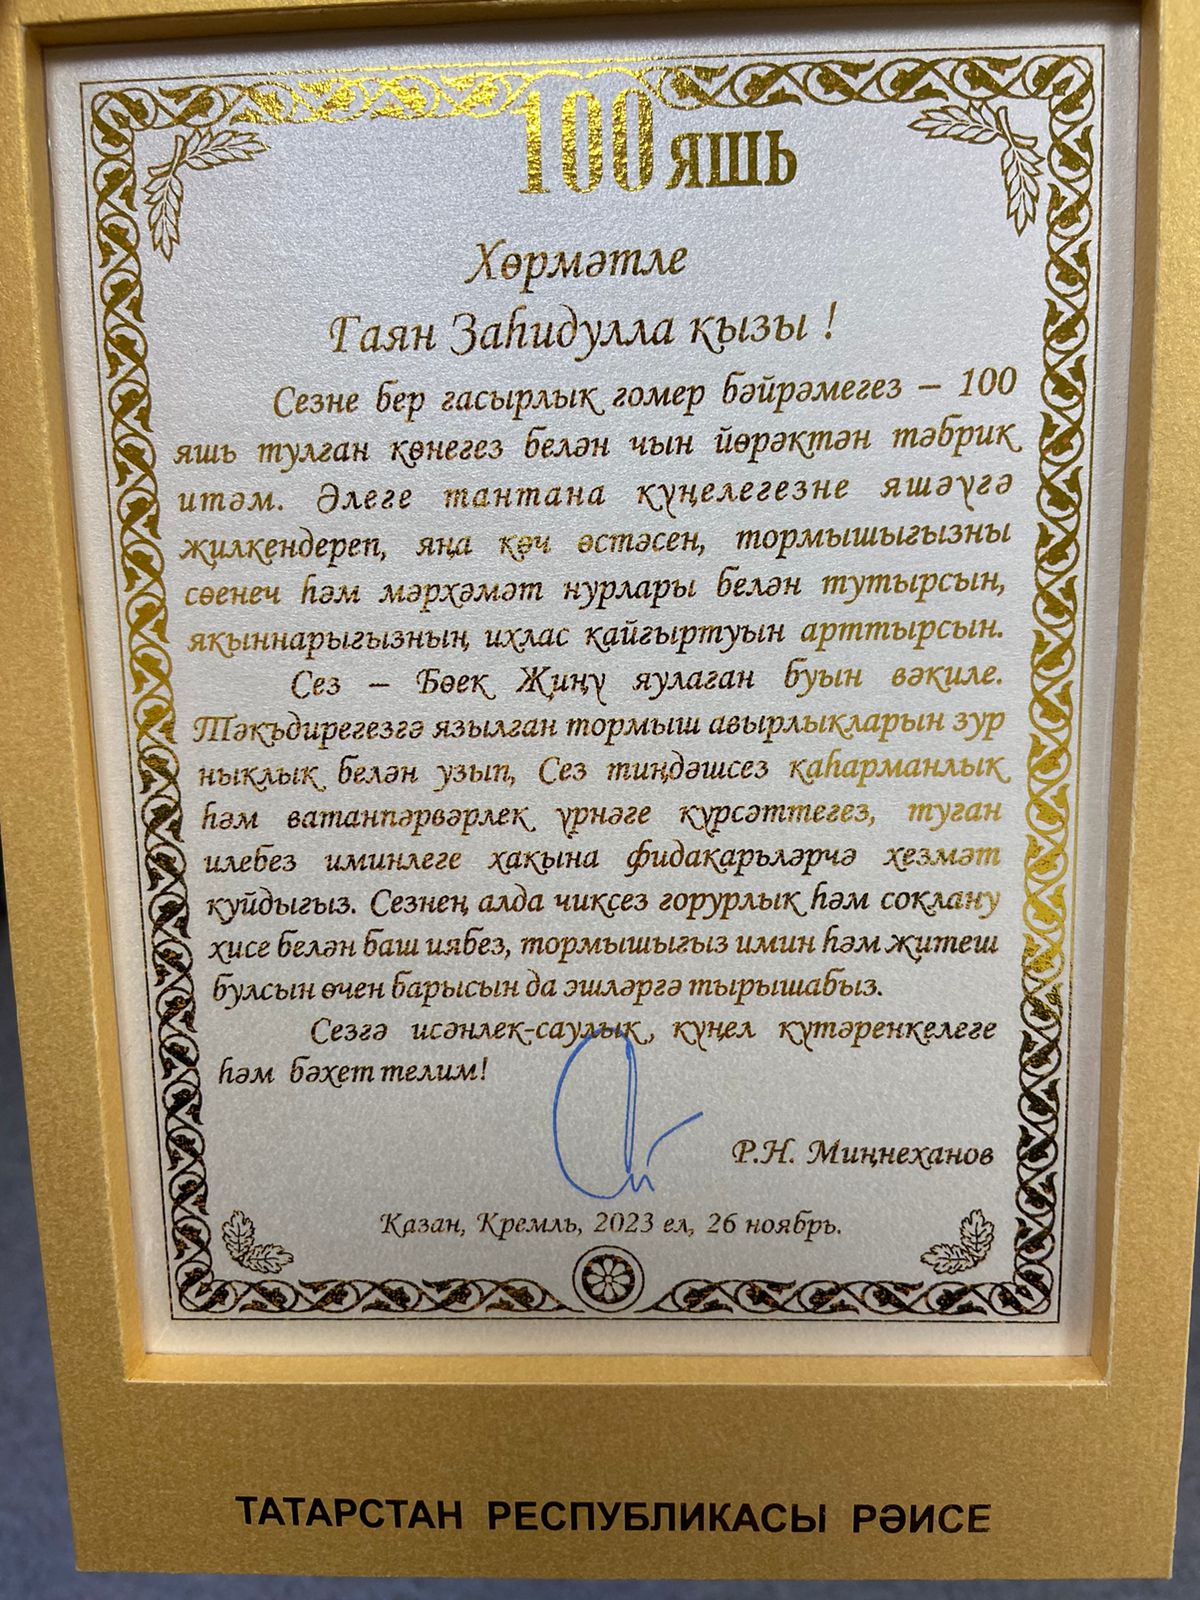 100 ЯШЬ
Хөрмәтле
Гаян Заһидулла кызы !
Сезне бер гасырлык гомер бәйрәмегез – 100
яшь тулган көнегез белән чын йөрәктән тәбрик
итәм. Әлеге тантана күңелегезне яшәүгә
җилкендереп, яңа көч өстәсен, тормышыгызны
сөенеч һәм мәрхәмәт нурлары белән тутырсын,
якыннарыгызның ихлас кайгыртуын арттырсын.
Сез – Бөек Җиңү яулаган буын вәкиле.
Тәкъдирегезгә язылган тормыш авырлыкларын зур
ныклык белән узып, Сез тиңдәшсез каһарманлык
һәм ватанпәрвәрлек үрнәге күрсәттегез, туган
илебез иминлеге хакына фидакарьләрчә хезмәт
куйдыгыз. Сезнең алда чиксез горурлык һәм соклану
хисе белән баш иябез, тормышыгыз имин һәм җитеш
булсын өчен барысын да эшләргә тырышабыз.
Сезгә исәнлек-саулык, күңел күтәренкелеге
һәм бәхет телим!
Р.Н. Миңнеханов
Казан, Кремль, 2023 ел, 26 ноябрь.
ТАТАРСТАН РЕСПУБЛИКАСЫ РӘИСЕ